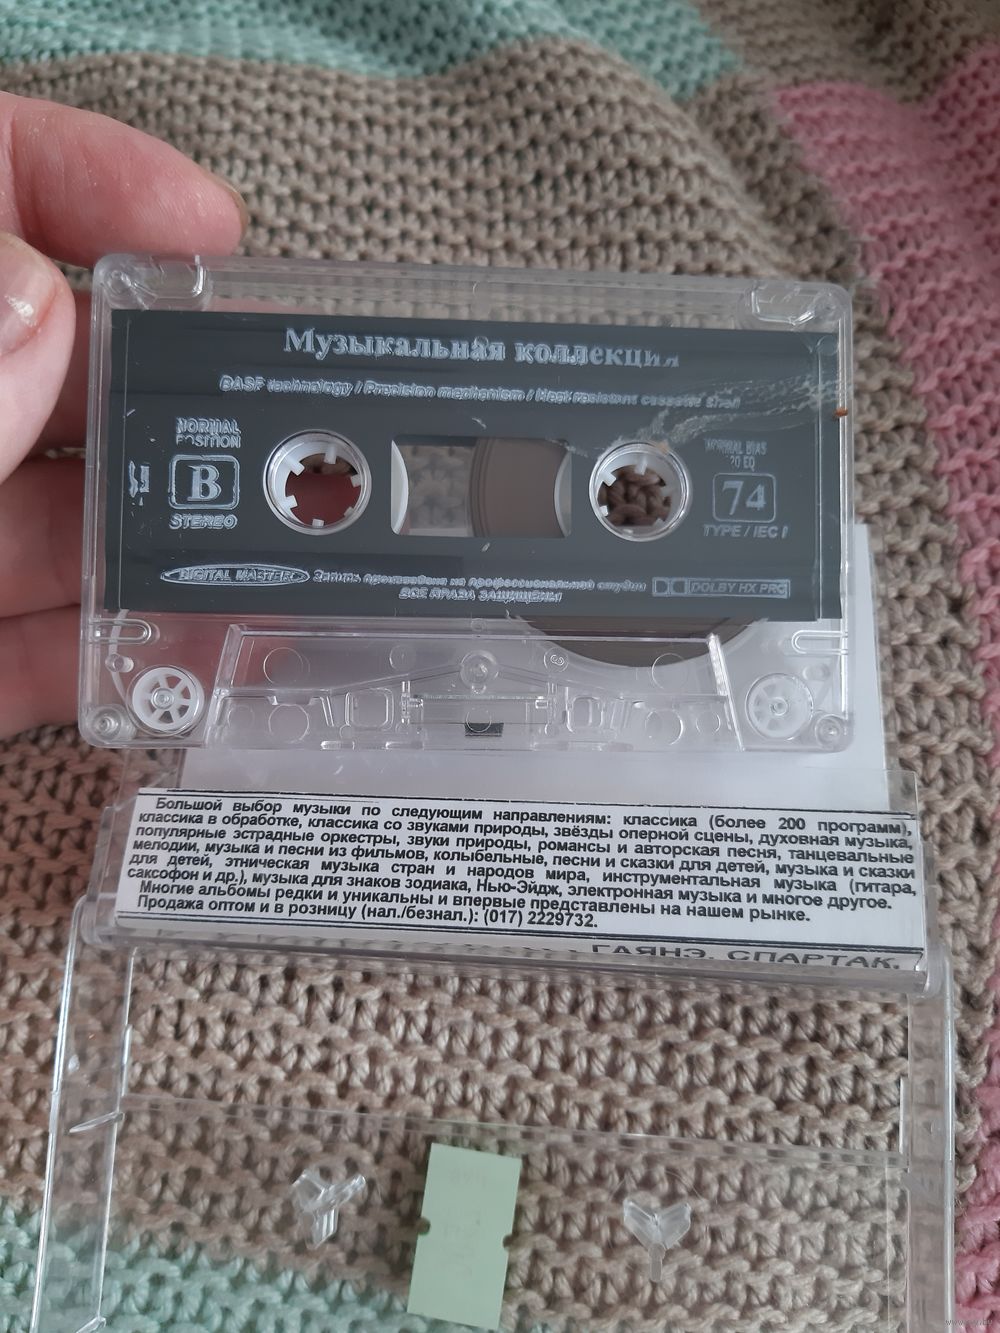 Музыкальная коллекция
BASF technology / Precision mechanism / Heat resistant cassette shell
NORMAL
POSITION
B
STEREO
NORMAL BIAS
120 EQ
74
TYPE / IEC I
DIGITAL MASTER
Запись произведена на профессиональной студии
ВСЕ ПРАВА ЗАЩИЩЕНЫ
DOLBY HX PRO
Большой выбор музыки по следующим направлениям: классика (более 200 программ),
классика в обработке, классика со звуками природы, звёзды оперной сцены, духовная музыка,
популярные эстрадные оркестры, звуки природы, романсы и авторская песня, танцевальные
мелодии, музыка и песни из фильмов, колыбельные, песни и сказки для детей, музыка и сказки
для детей, этническая музыка стран и народов мира, инструментальная музыка (гитара,
саксофон и др.), музыка для знаков зодиака, Нью-Эйдж, электронная музыка и многое другое.
Многие альбомы редки и уникальны и впервые представлены на нашем рынке.
Продажа оптом и в розницу (нал./безнал.): (017) 2229732.
ГАЯНЭ. СПАРТАК.